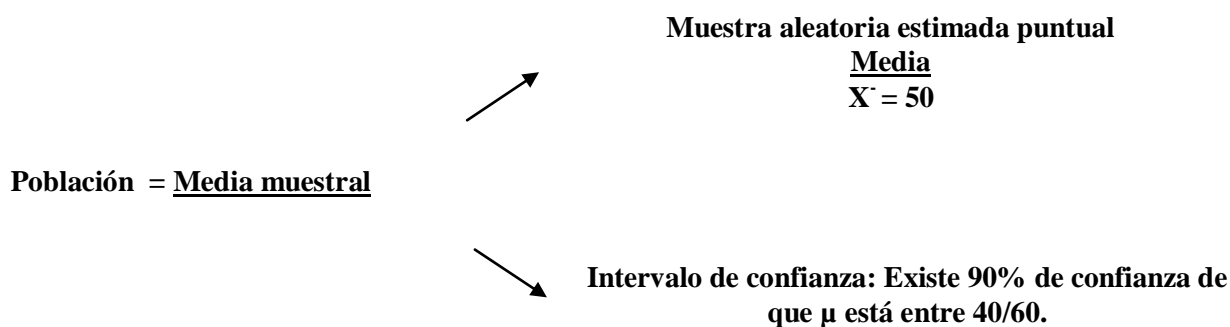 Muestra aleatoria estimada puntual
Media
X⁻ = 50
Població́n = Media muestral
Intervalo de confianza: Existe 90% de confianza de
que µ está entre 40/60.